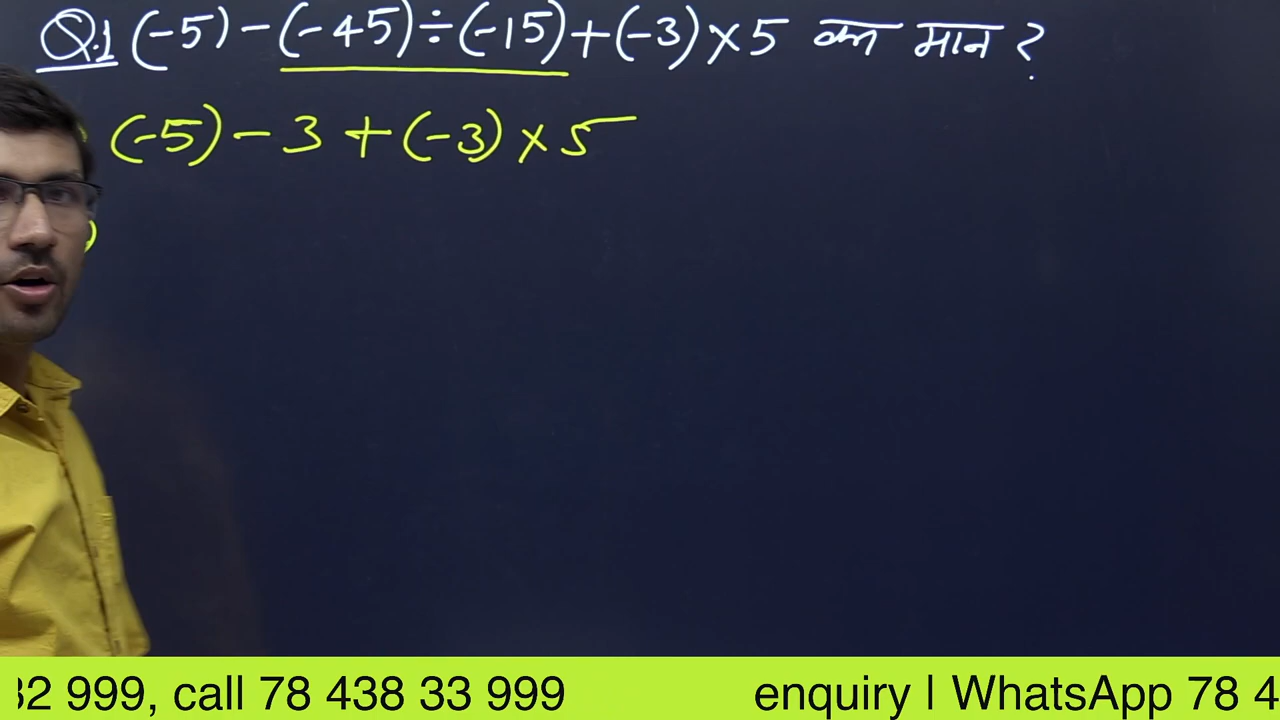 Q.1 (-5)-(-45)÷(-15)+(-3)×5 का मान ?
(-5)-3+(-3)×5
32 999, call 78 438 33 999 enquiry | WhatsApp 78 4